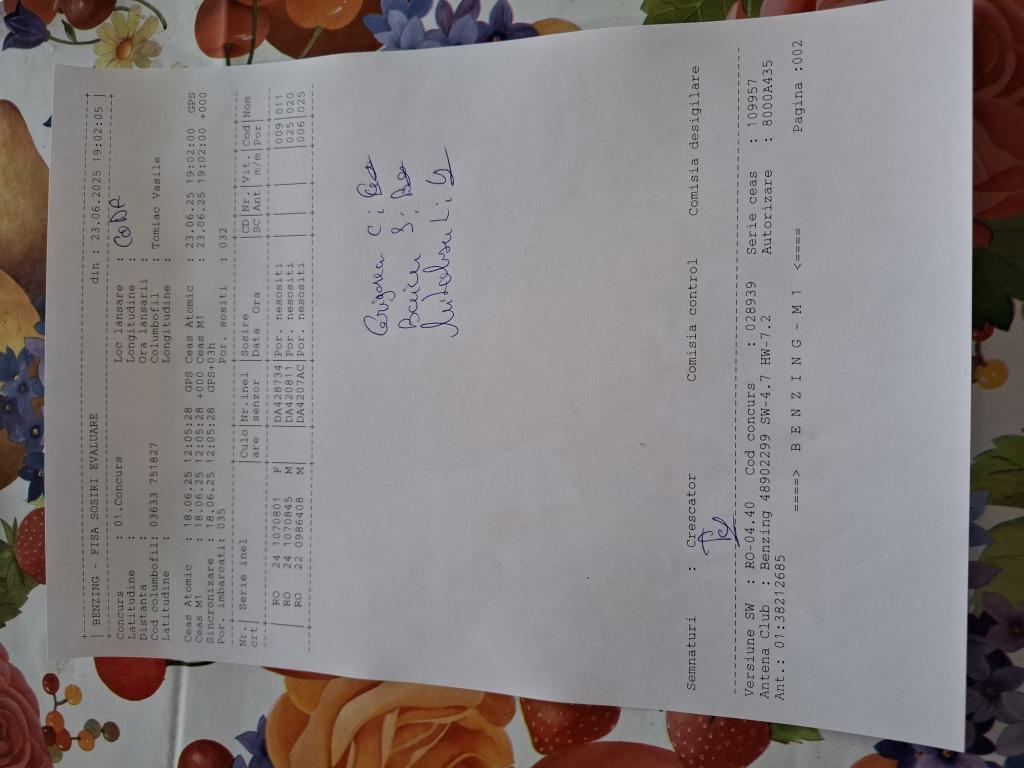 | BENZING - FISA SOSIRI EVALUARE din : 23.06.2025 19:02:05 |
Concurs : 01.Concurs Loc lansare : CODR
Latitudine : Longitudine :
Distanta : Ora lansarii :
Cod columbofil: 03633 751827 Columbofil : Tomiac Vasile
Latitudine : Longitudine :
Ceas Atomic : 18.06.25 12:05:28 GPS Ceas Atomic : 23.06.25 19:02:00 GPS
Ceas M1 : 18.06.25 12:05:28 +000 Ceas M1 : 23.06.25 19:02:00 +000
Sincronizare : 18.06.25 12:05:28 GPS+03h
Por. imbarcati: 035 Por. sositi : 032
Nr.| Serie inel |Culo|Nr.inel |Sosire |CD|Nr.|Vit.|Cod|Nom
crt| |are |senzor |Data Ora |SC|Ant|m/m |Por|
| RO 24 1070801 F | |DA428734|Por. nesositi | | | |009|011
| RO 24 1070845 M | |DA420811|Por. nesositi | | | |025|020
| RO 22 0986408 M | |DA4207AC|Por. nesositi | | | |006|025
Semnaturi : Crescator Comisia control Comisia desigilare
Versiune SW : RO-04.40 Cod concurs : 028939 Serie ceas : 109957
Antena Club : Benzing 48902299 SW-4.7 HW-7.2 Autorizare : 8000A435
Ant.: 01:38212685
====> B E N Z I N G - M 1 <====
Pagina :002